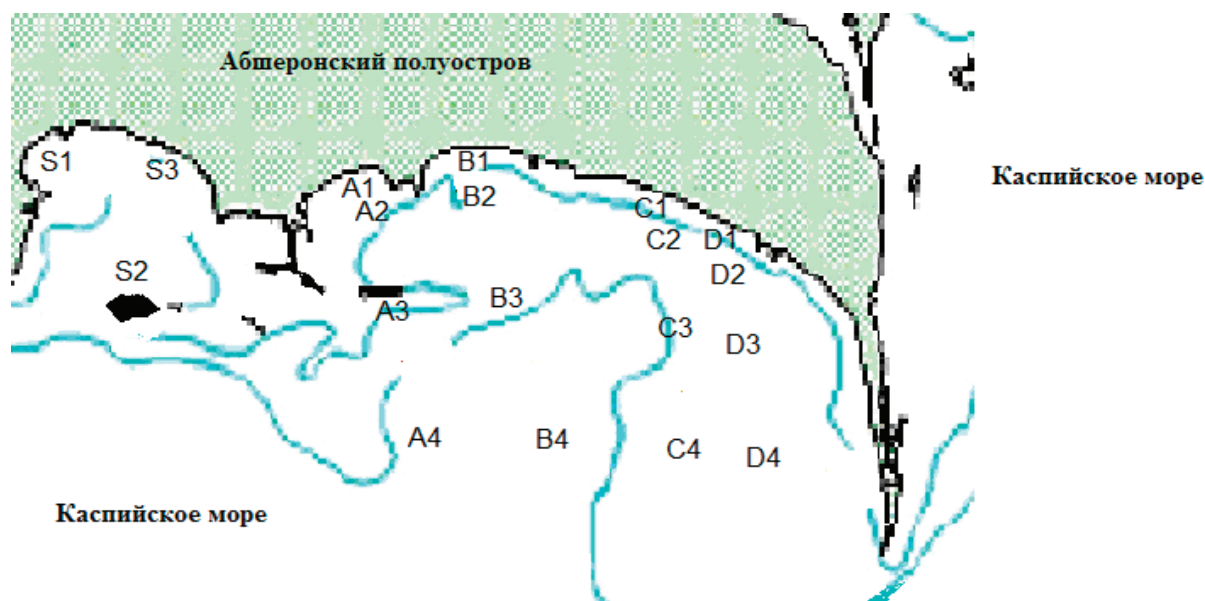 Абшеронский полуостров
S1
S3
B1
Каспийское море
A1
B2
A2
C1
C2
D1
S2
D2
B3
A3
C3
D3
A4
B4
C4
D4
Каспийское море